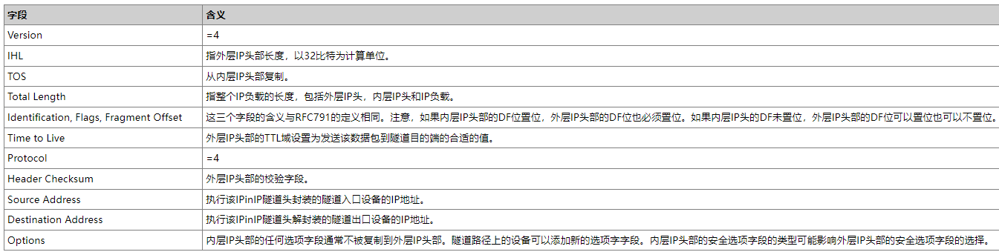 字段 含义
Version =4
IHL 指外层IP头部长度，以32比特为计算单位。
TOS 从内层IP头部复制。
Total Length 指整个IP负载的长度，包括外层IP头，内层IP头和IP负载。
Identification, Flags, Fragment Offset 这三个字段的含义与RFC791的定义相同。注意，如果内层IP头部的DF位置位，外层IP头部的DF位也必须置位。如果内层IP头的DF未置位，外层IP头部的DF位可以置位也可以不置位。
Time to Live 外层IP头部的TTL域设置为发送该数据包到隧道目的端的合适的值。
Protocol =4
Header Checksum 外层IP头部的校验字段。
Source Address 执行该IPinIP隧道头封装的隧道入口设备的IP地址。
Destination Address 执行该IPinIP隧道头解封装的隧道出口设备的IP地址。
Options 内层IP头部的任何选项字段通常不被复制到外层IP头部。隧道路径上的设备可以添加新的选项字字段。内层IP头部的安全选项字段的类型可能影响外层IP头部的安全选项字段的选择。